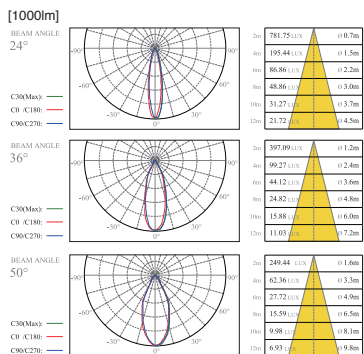 [1000lm]
BEAM ANGLE
24°
C30(Max):
C0 /C180:
C90/C270:
-90° 90°
-60° 60°
-30° 30°
0°
2m 781.75 LUX Ø 0.7m
4m 195.44 LUX Ø 1.5m
6m 86.86 LUX Ø 2.2m
8m 48.86 LUX Ø 3.0m
10m 31.27 LUX Ø 3.7m
12m 21.72 LUX Ø 4.5m
BEAM ANGLE
36°
C30(Max):
C0 /C180:
C90/C270:
-90° 90°
-60° 60°
-30° 30°
0°
2m 397.09 LUX Ø 1.2m
4m 99.27 LUX Ø 2.4m
6m 44.12 LUX Ø 3.6m
8m 24.82 LUX Ø 4.8m
10m 15.88 LUX Ø 6.0m
12m 11.03 LUX Ø 7.2m
BEAM ANGLE
50°
C30(Max):
C0 /C180:
C90/C270:
-90° 90°
-60° 60°
-30° 30°
0°
2m 249.44 LUX Ø 1.6m
4m 62.36 LUX Ø 3.3m
6m 27.72 LUX Ø 4.9m
8m 15.59 LUX Ø 6.5m
10m 9.98 LUX Ø 8.1m
12m 6.93 LUX Ø 9.8m